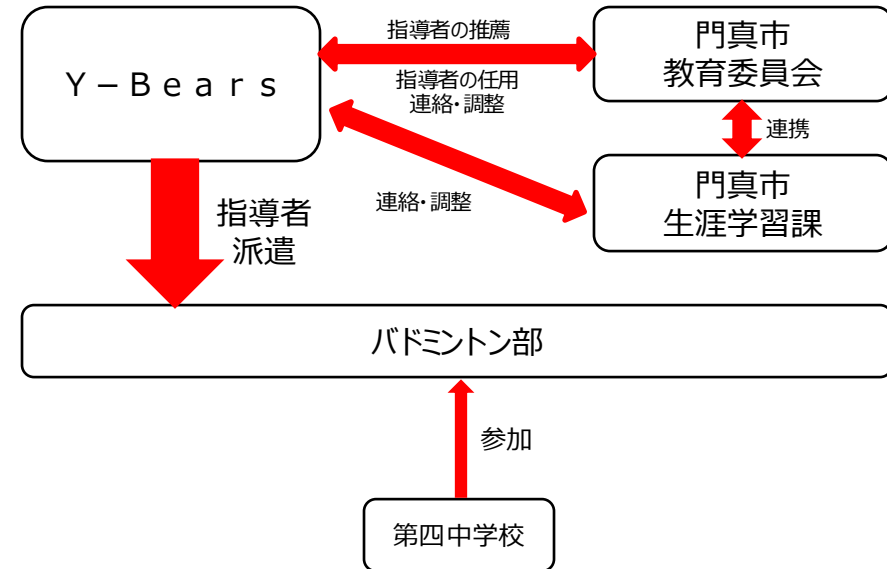 Ｙ－Ｂｅａｒｓ
指導者の推薦
指導者の任用
連絡・調整
門真市
教育委員会
連携
門真市
生涯学習課
連絡・調整
指導者
派遣
バドミントン部
参加
第四中学校